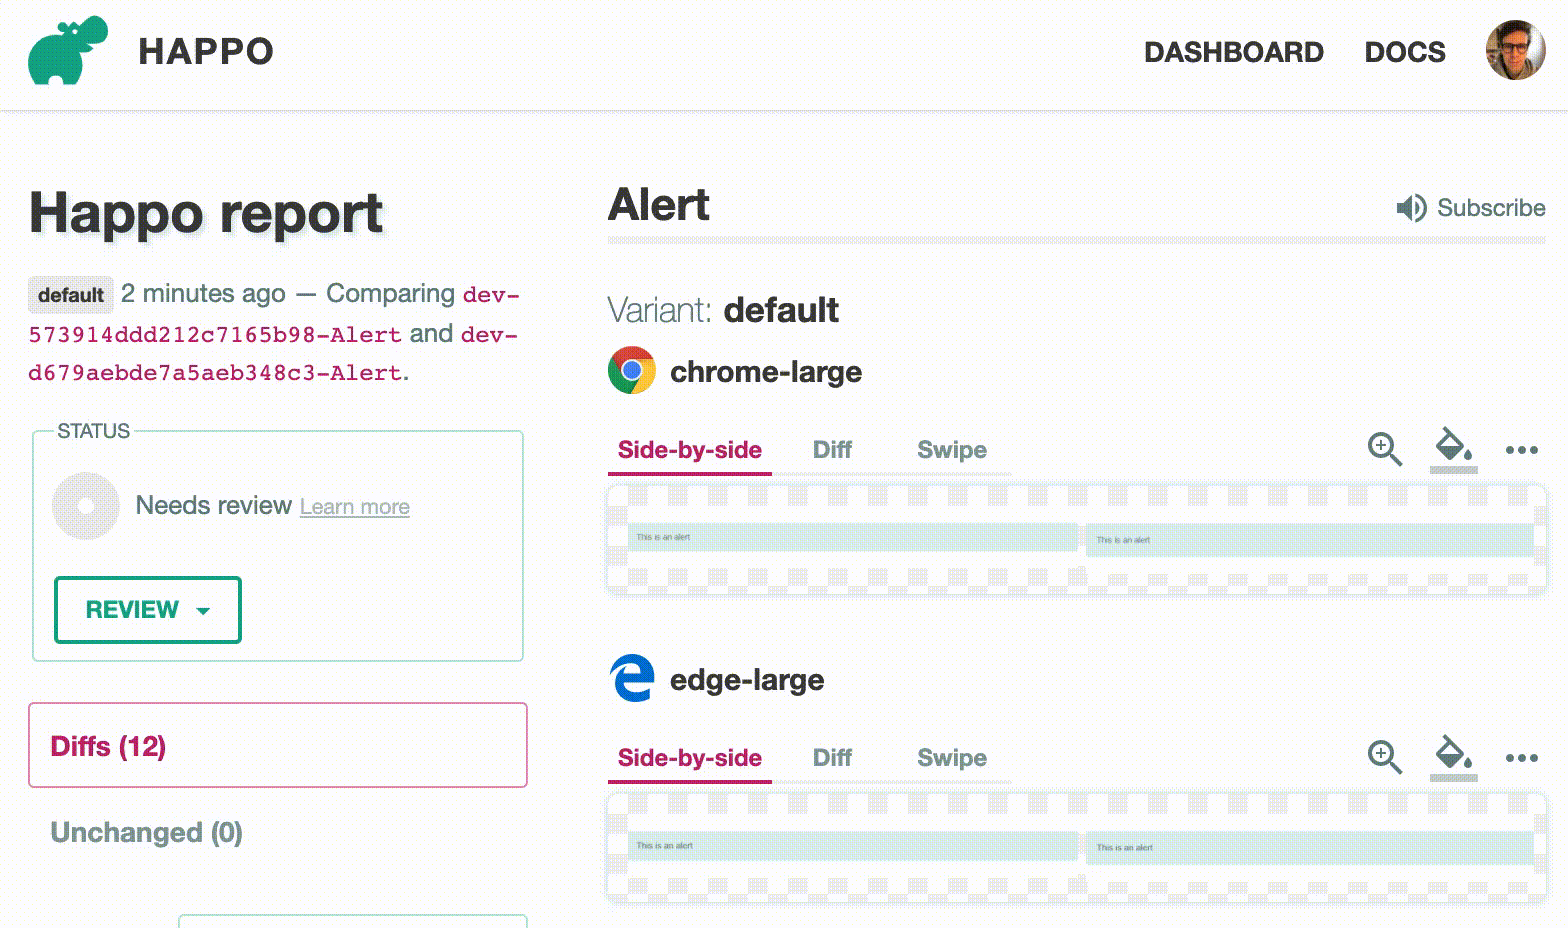 HAPPO
DASHBOARD DOCS
Happo report
default 2 minutes ago — Comparing dev-
573914ddd212c7165b98-Alert and dev-
d679aebde7a5aeb348c3-Alert.
STATUS
Needs review Learn more
REVIEW
Diffs (12)
Unchanged (0)
Alert
Subscribe
Variant: default
chrome-large
Side-by-side Diff Swipe
This is an alert This is an alert
edge-large
Side-by-side Diff Swipe
This is an alert This is an alert